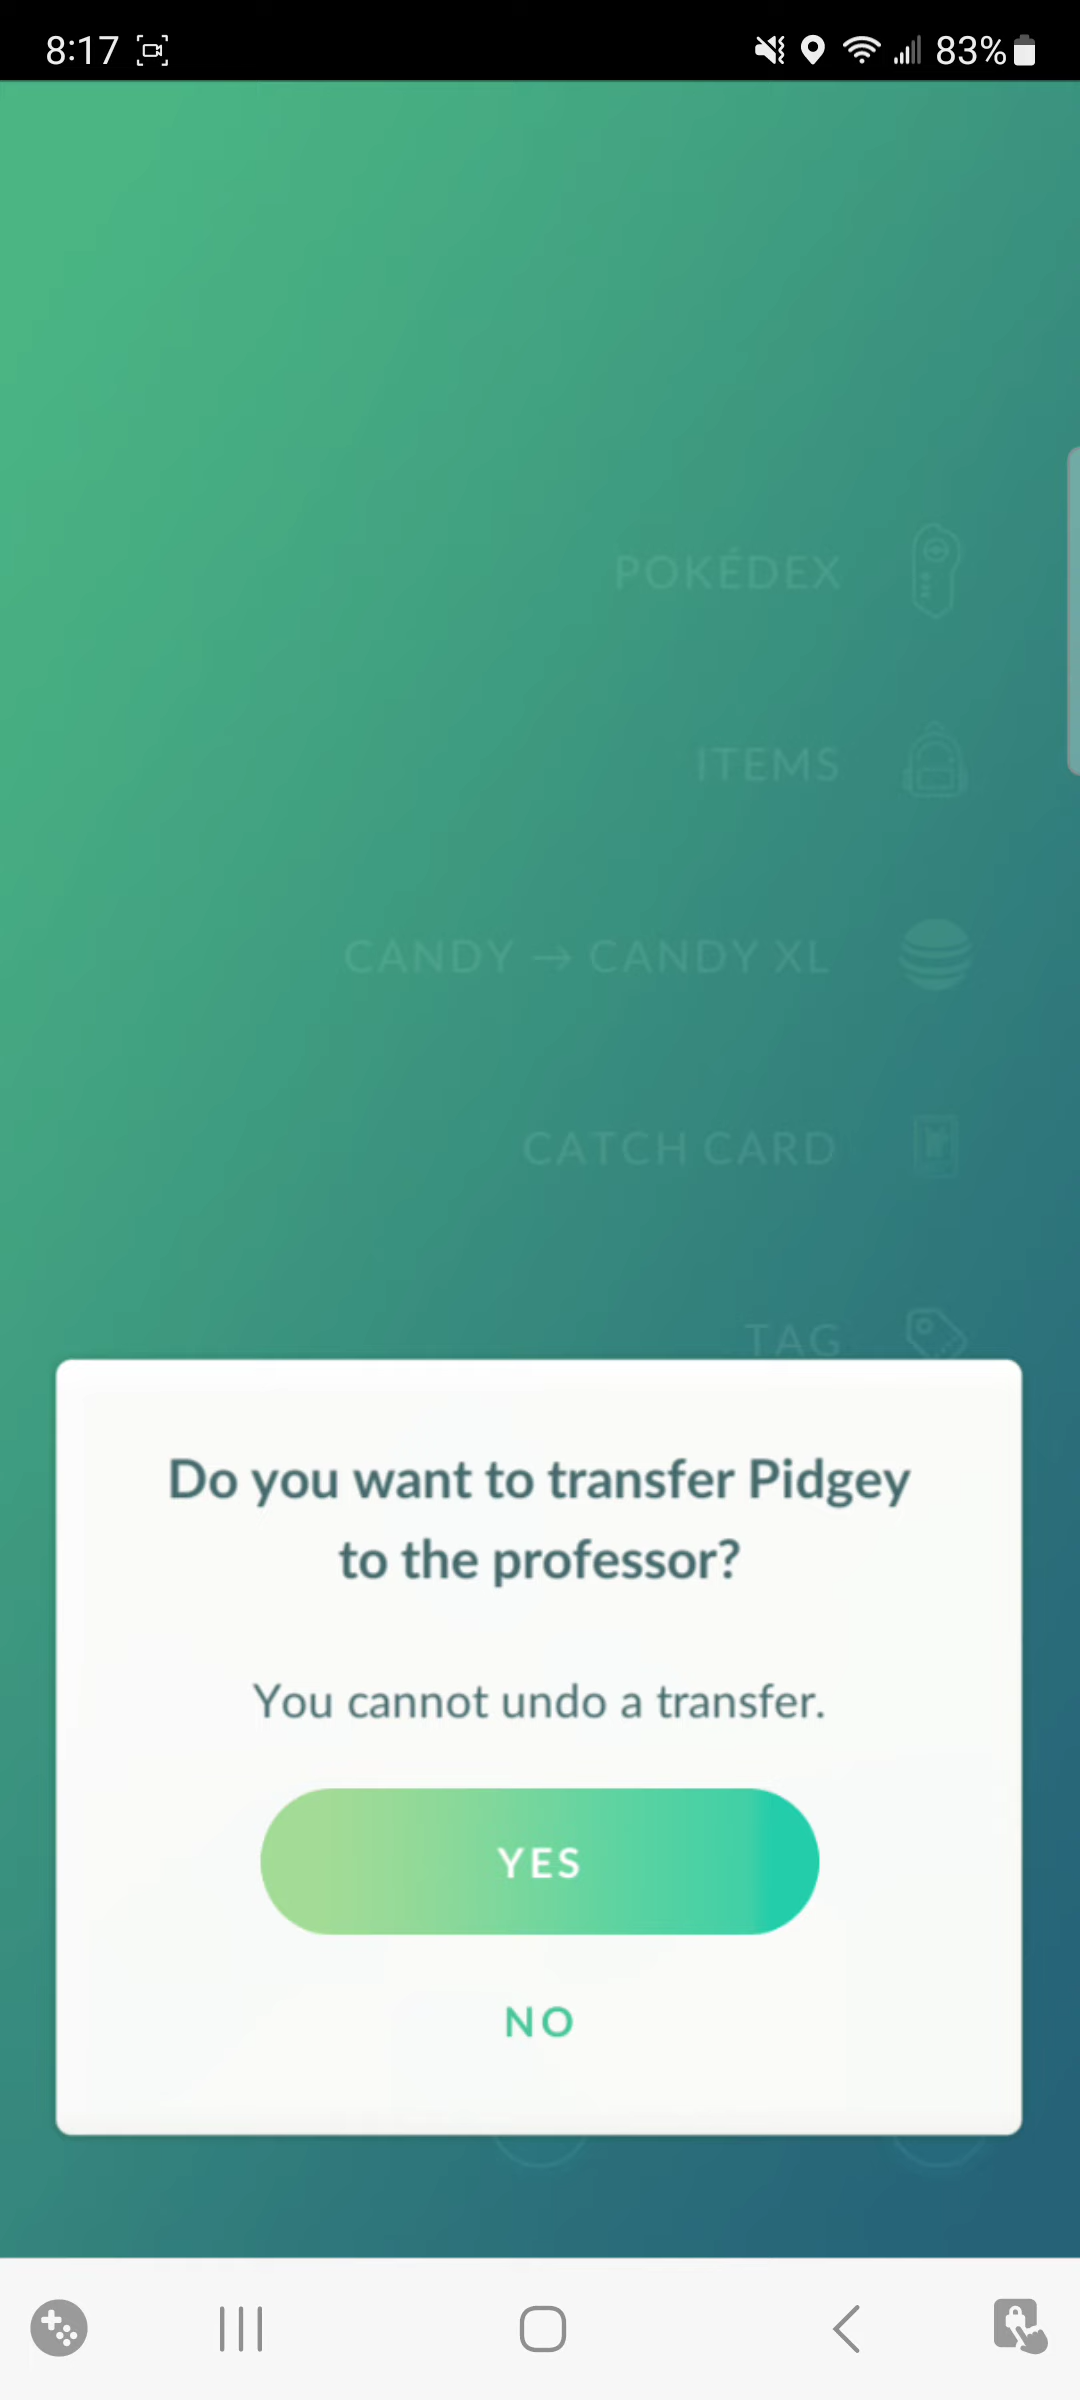 8:17
83%
POKÉDEX
ITEMS
CANDY → CANDY XL
CATCH CARD
TAG
Do you want to transfer Pidgey
to the professor?
You cannot undo a transfer.
YES
NO